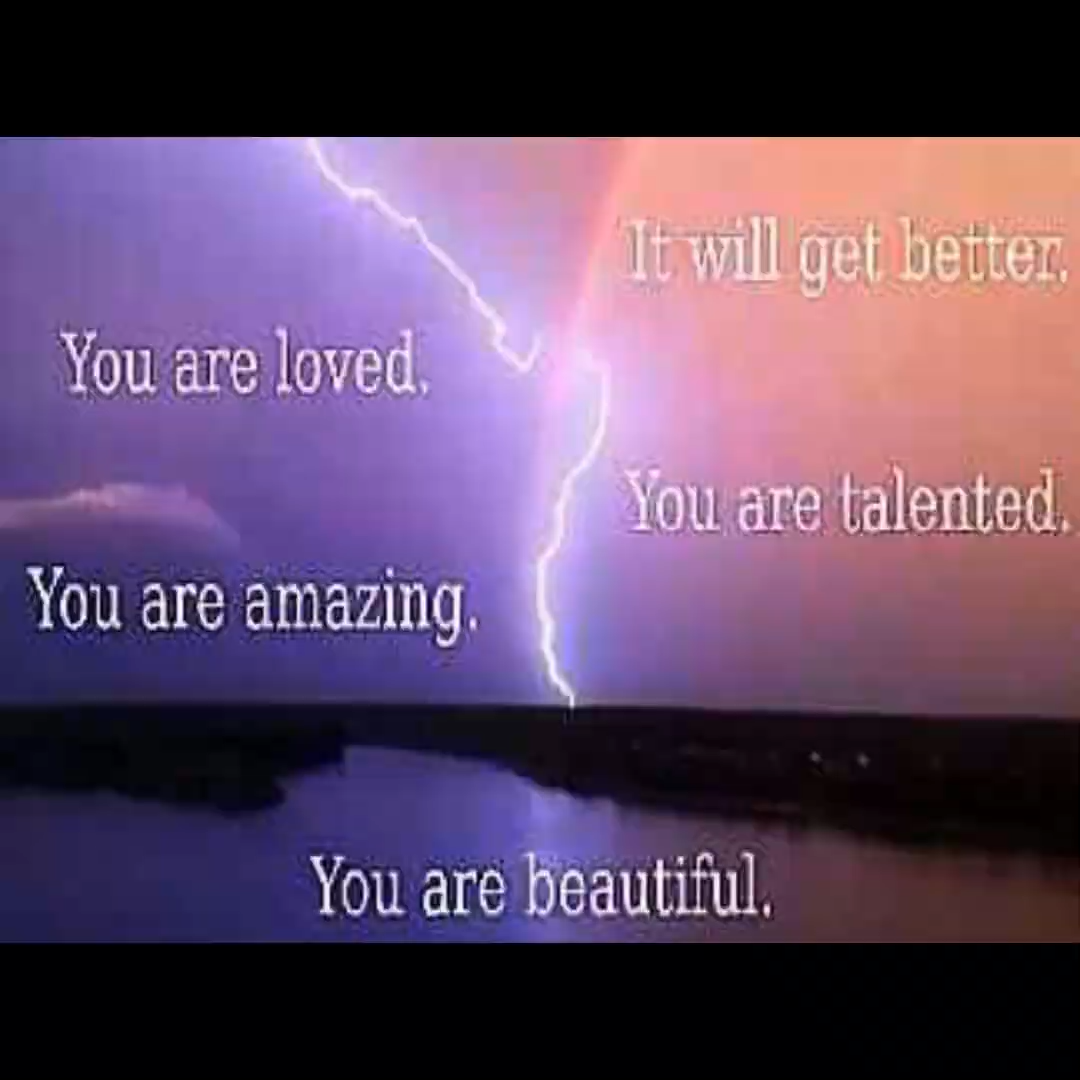 It will get better.
You are loved.
You are talented.
You are amazing.
You are beautiful.